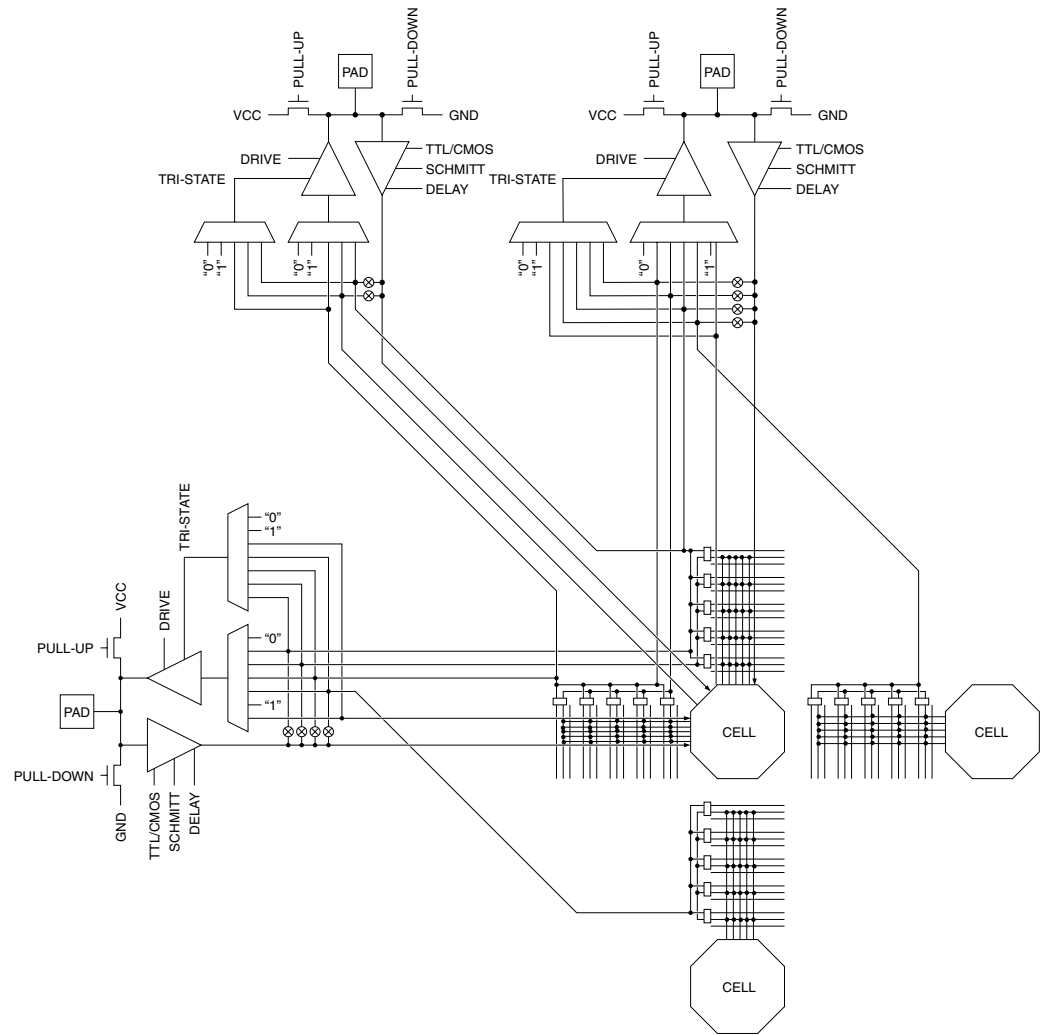 PULL-UP
PULL-DOWN
PAD
VCC
GND
DRIVE
TRI-STATE
TTL/CMOS
SCHMITT
DELAY
“0”
“1”
“0”
“1”
PULL-UP
PULL-DOWN
PAD
VCC
GND
DRIVE
TRI-STATE
TTL/CMOS
SCHMITT
DELAY
“0”
“1”
“0”
“1”
TRI-STATE
“0”
“1”
VCC
DRIVE
PULL-UP
“0”
PAD
“1”
PULL-DOWN
GND
TTL/CMOS
SCHMITT
DELAY
CELL
CELL
CELL